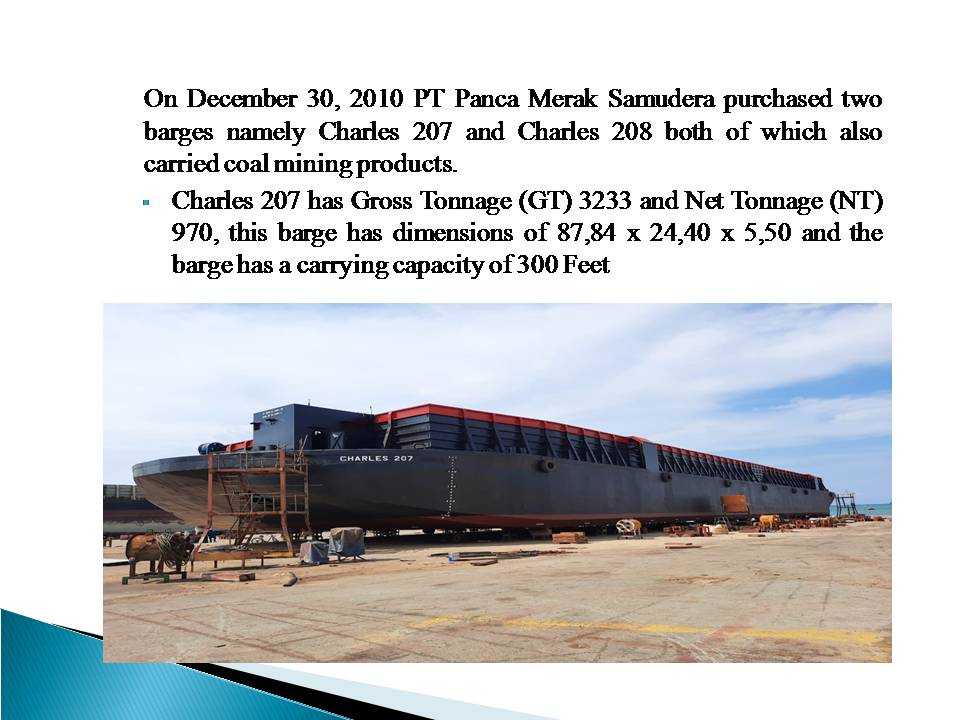 On December 30, 2010 PT Panca Merak Samudera purchased two
barges namely Charles 207 and Charles 208 both of which also
carried coal mining products.
Charles 207 has Gross Tonnage (GT) 3233 and Net Tonnage (NT)
970, this barge has dimensions of 87,84 x 24,40 x 5,50 and the
barge has a carrying capacity of 300 Feet
CHARLES 207